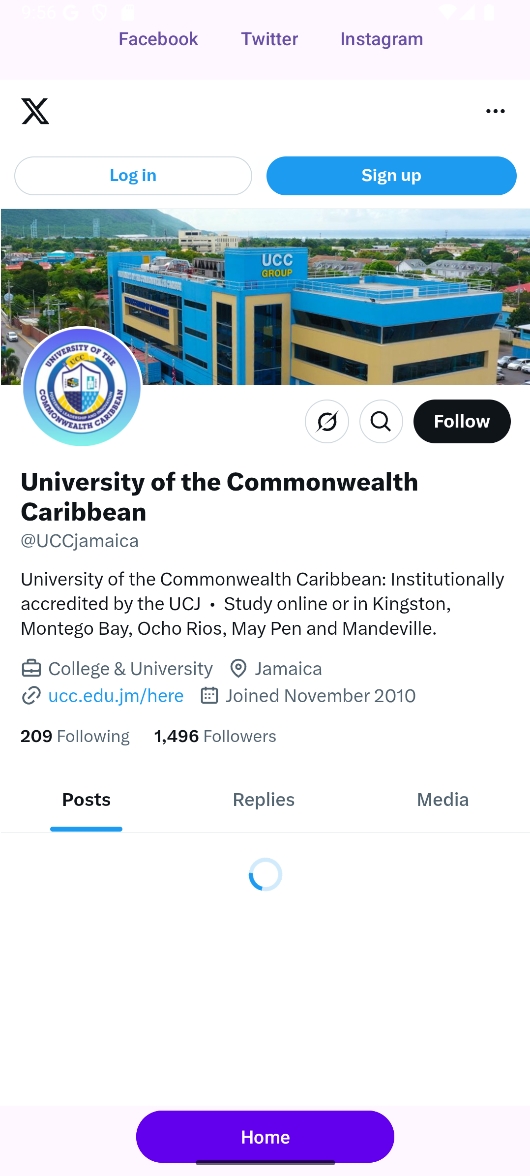 9:56
Facebook Twitter Instagram
Log in Sign up
UCC
GROUP
UNIVERSITY OF THE
UCC
COMMONWEALTH CARIBBEAN
Follow
University of the Commonwealth
Caribbean
@UCCjamaica
University of the Commonwealth Caribbean: Institutionally
accredited by the UCJ • Study online or in Kingston,
Montego Bay, Ocho Rios, May Pen and Mandeville.
College & University Jamaica
ucc.edu.jm/here Joined November 2010
209 Following 1,496 Followers
Posts Replies Media
Home